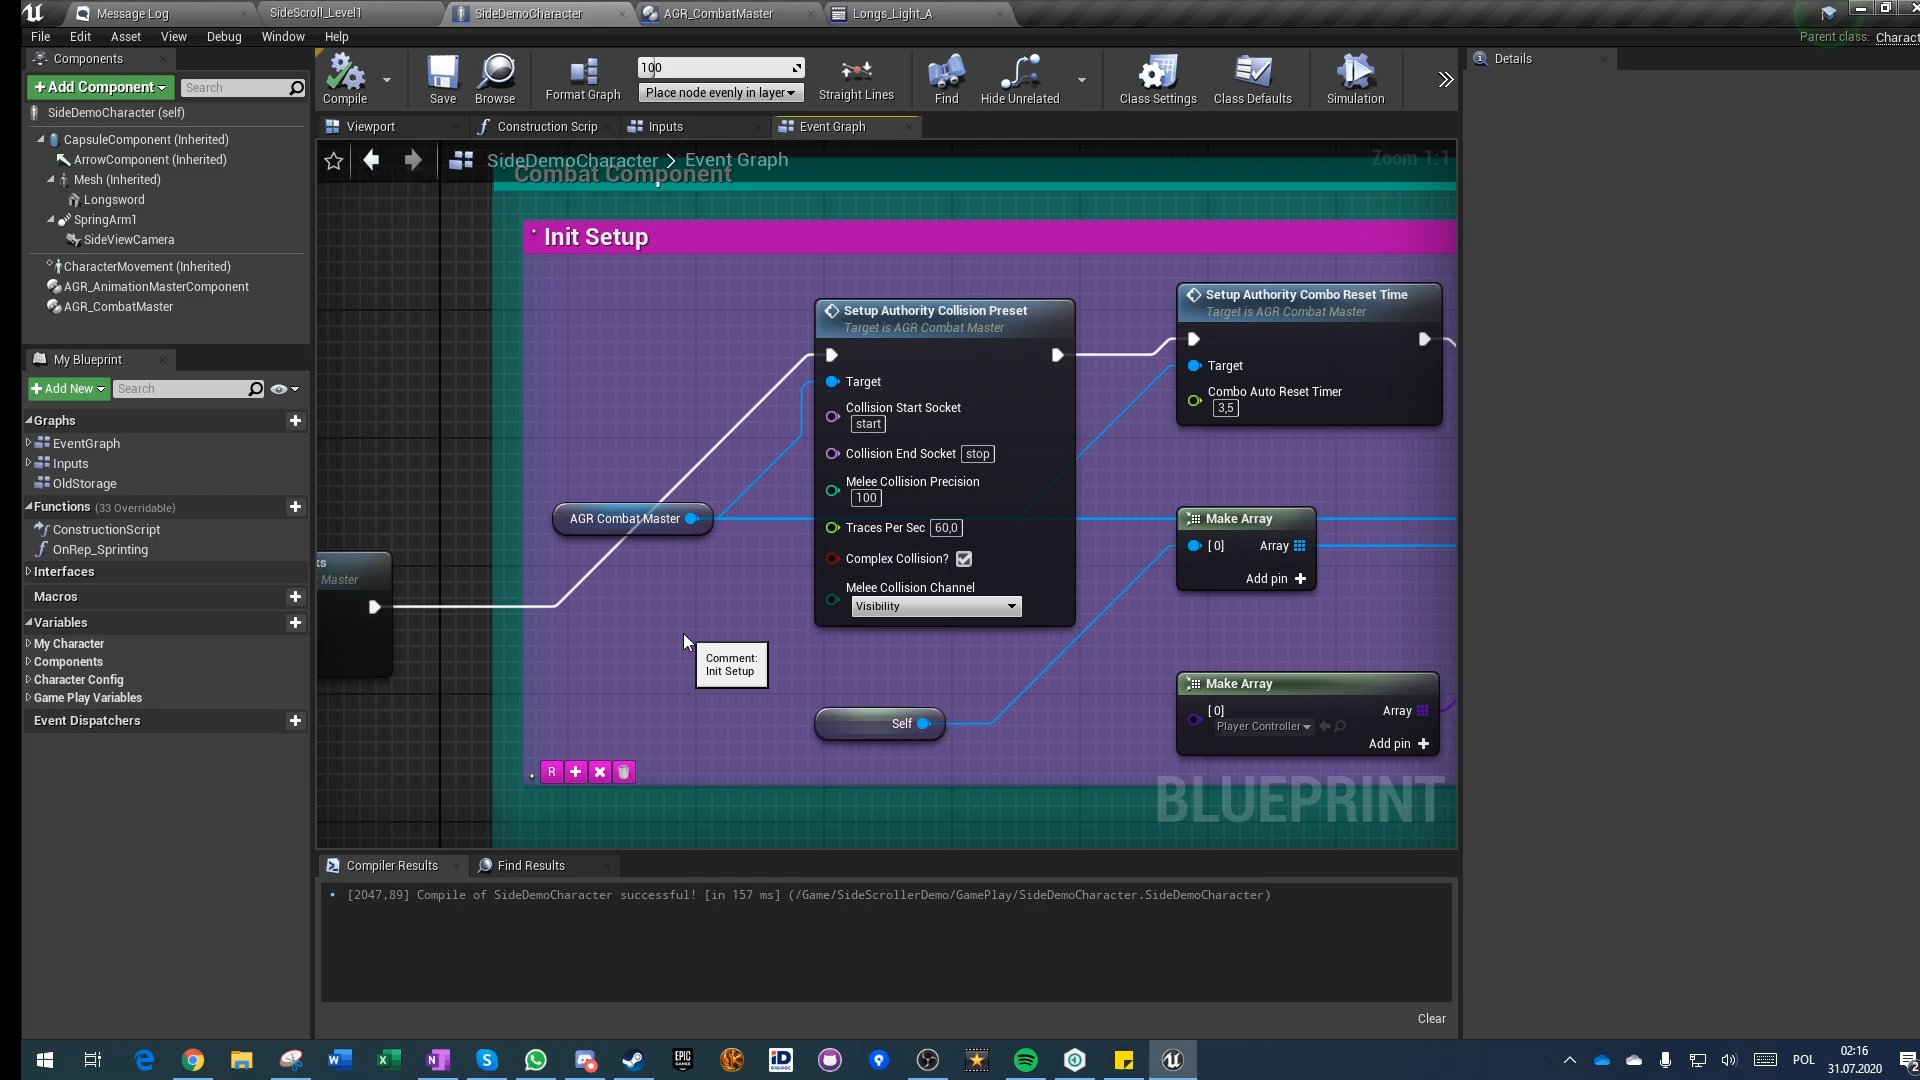 Message Log
SideScroll_Level1
SideDemoCharacter
AGR_CombatMaster
Longs_Light_A
File Edit Asset View Debug Window Help
Parent class: Charact
Components
+Add Component
Search
SideDemoCharacter (self)
CapsuleComponent (Inherited)
ArrowComponent (Inherited)
Mesh (Inherited)
Longsword
SpringArm1
SideViewCamera
CharacterMovement (Inherited)
AGR_AnimationMasterComponent
AGR_CombatMaster
My Blueprint
+Add New
Search
Graphs
EventGraph
Inputs
OldStorage
Functions (33 Overridable)
ConstructionScript
OnRep_Sprinting
Interfaces
Macros
Variables
My Character
Components
Character Config
Game Play Variables
Event Dispatchers
Compile
Save
Browse
Format Graph
100
Place node evenly in layer
Straight Lines
Find
Hide Unrelated
Class Settings
Class Defaults
Simulation
Details
Viewport
Construction Scrip
Inputs
Event Graph
SideDemoCharacter > Event Graph
Zoom 1:1
Combat Component
Init Setup
Setup Authority Collision Preset
Target is AGR Combat Master
Target
Collision Start Socket
start
Collision End Socket stop
Melee Collision Precision
100
Traces Per Sec 60,0
Complex Collision?
Melee Collision Channel
Visibility
Setup Authority Combo Reset Time
Target is AGR Combat Master
Target
Combo Auto Reset Timer
3,5
AGR Combat Master
ks
Master
Make Array
[0] Array
Add pin +
Comment:
Init Setup
Self
Make Array
[0] Array
Player Controller
Add pin +
R
BLUEPRINT
Compiler Results
Find Results
[2047,89] Compile of SideDemoCharacter successful! [in 157 ms] (/Game/SideScrollerDemo/GamePlay/SideDemoCharacter.SideDemoCharacter)
Clear
EPIC GAMES
iD
DIGIDOC
POL
02:16
31.07.2020
2